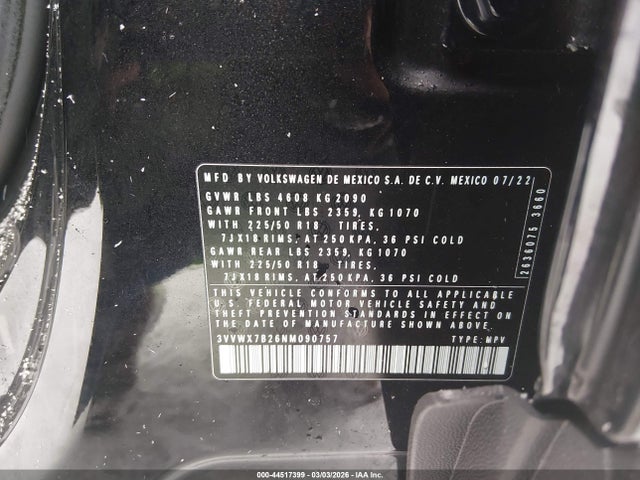 MFD BY VOLKSWAGEN DE MEXICO S.A. DE C.V. MEXICO 07/22
GVWR LBS 4608 KG 2090
GAWR FRONT LBS 2359, KG 1070
WITH 225/50 R18 TIRES,
7JX18 RIMS, AT 250 KPA, 36 PSI COLD
GAWR REAR LBS 2359, KG 1070
WITH 225/50 R18 TIRES,
7JX18 RIMS, AT 250 KPA, 36 PSI COLD
THIS VEHICLE CONFORMS TO ALL APPLICABLE
U.S. FEDERAL MOTOR VEHICLE SAFETY AND
THEFT PREVENTION STANDARDS IN EFFECT ON
THE DATE OF MANUFACTURE SHOWN ABOVE.
3VVWX7B26NM090757 TYPE: MPV
2636075 3660
000-44517399 - 03/03/2026 - IAAI.com